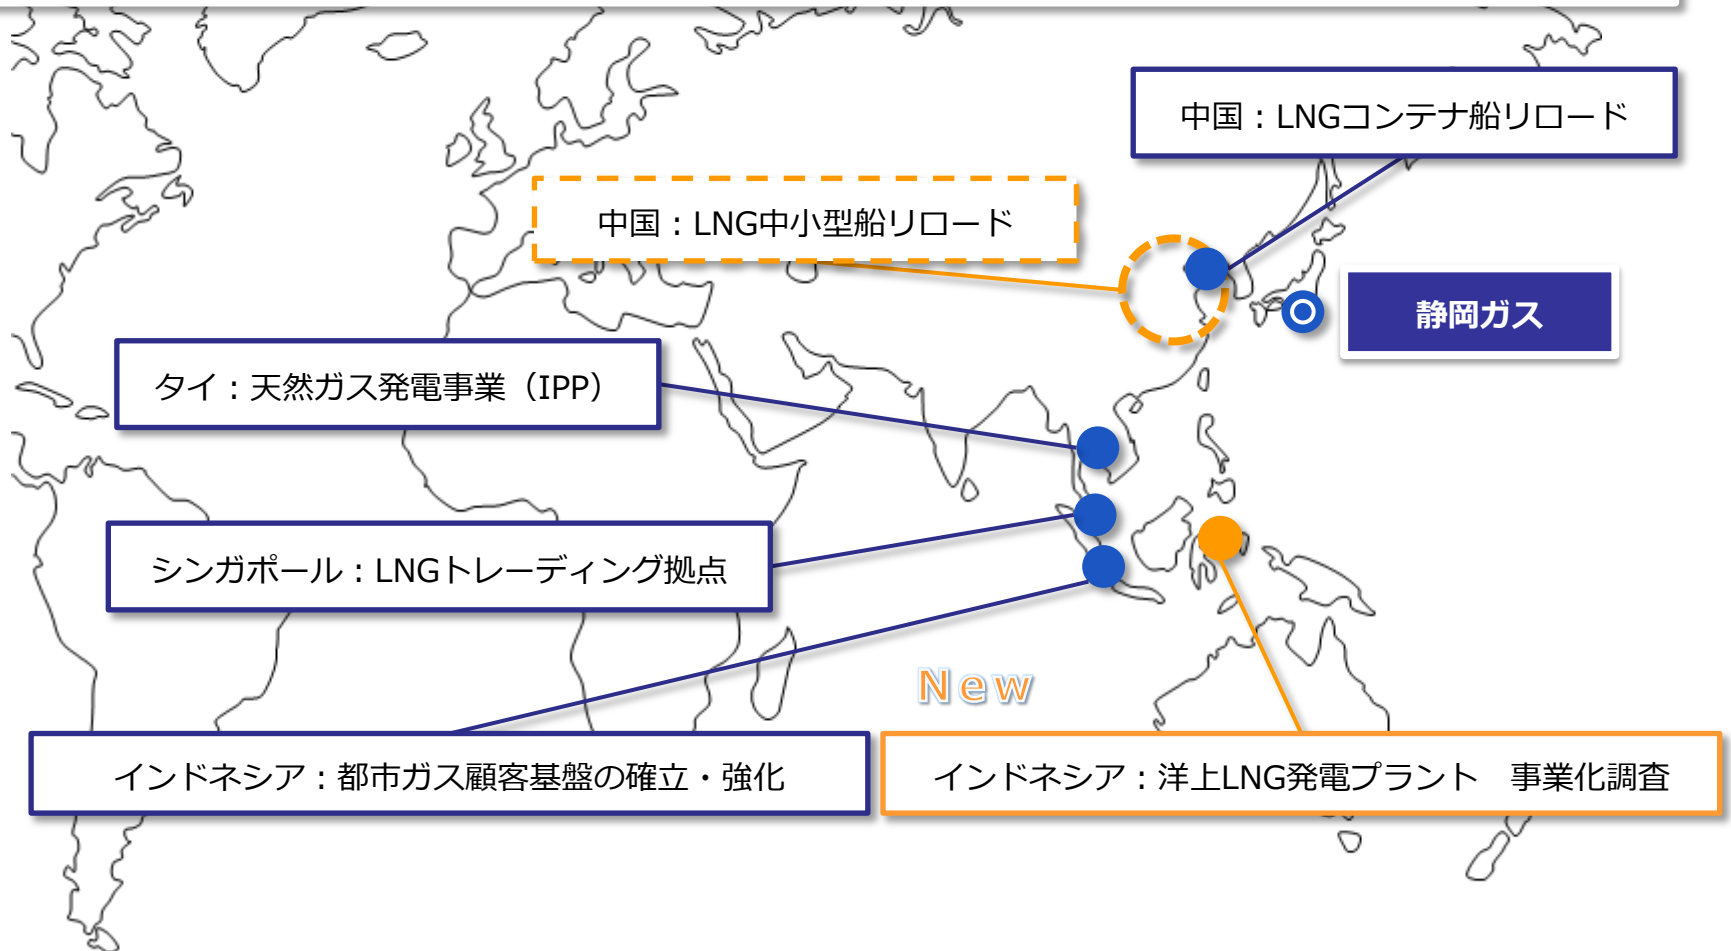 中国：LNGコンテナ船リロード
中国：LNG中小型船リロード
静岡ガス
タイ：天然ガス発電事業（IPP）
シンガポール：LNGトレーディング拠点
New
インドネシア：都市ガス顧客基盤の確立・強化
インドネシア：洋上LNG発電プラント　事業化調査